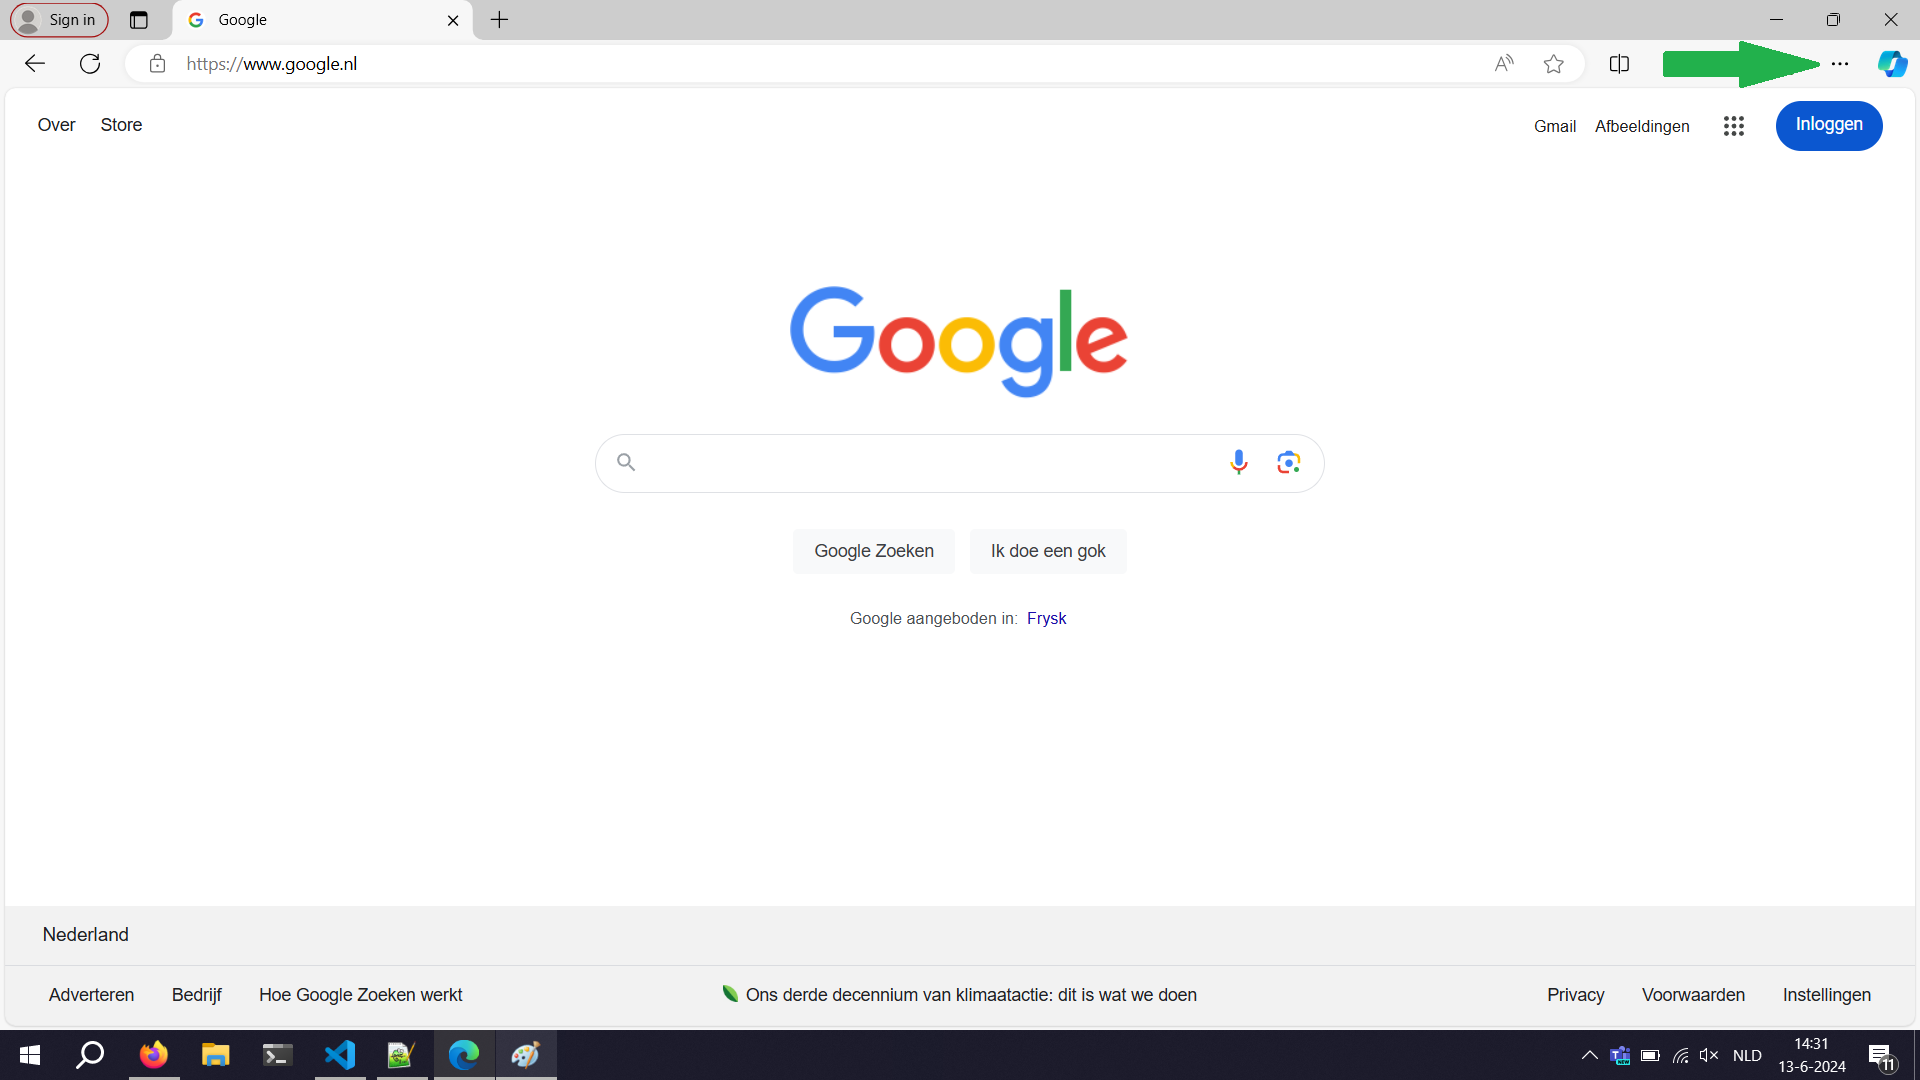 Sign in
Google
https://www.google.nl
Over Store
Gmail Afbeeldingen Inloggen
Google
Google Zoeken Ik doe een gok
Google aangeboden in: Frysk
Nederland
Adverteren Bedrijf Hoe Google Zoeken werkt Ons derde decennium van klimaatactie: dit is wat we doen Privacy Voorwaarden Instellingen
NLD
14:31
13-6-2024
11